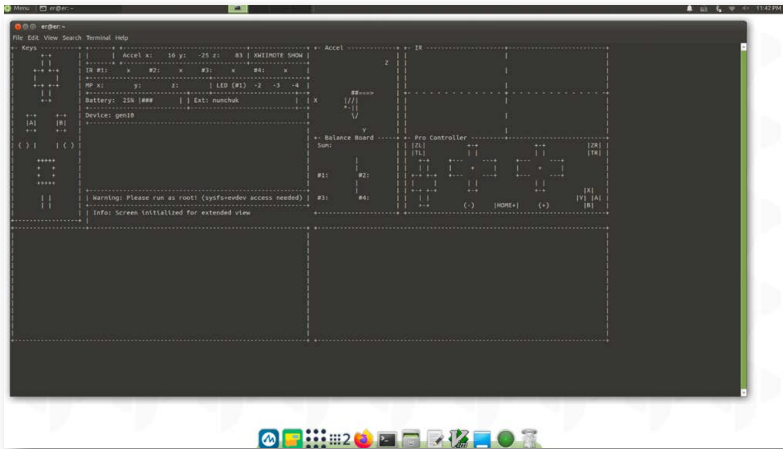 Menu er@er: ~ 11:47 PM
er@er: ~
File Edit View Search Terminal Help
Keys
Accel x: 16 y: -25 z: 83 XWIIMOTE SHOW
Accel
IR
Z
IR #1: x #2: x #3: x #4: x
MP x: y: z: LED (#1) -2 -3 -4
Battery: 25% |### | Ext: nunchuk
X
Device: gen10
|A| |B|
Y
Balance Board
Pro Controller
Sum:
|ZL |ZR|
|TL| |TR|
( ) | | ( )
#1: #2:
|X|
Warning: Please run as root! (sysfs+evdev access needed)
#3: #4:
|Y| |A|
Info: Screen initialized for extended view
(-) |HOME+| (+) |B|
2